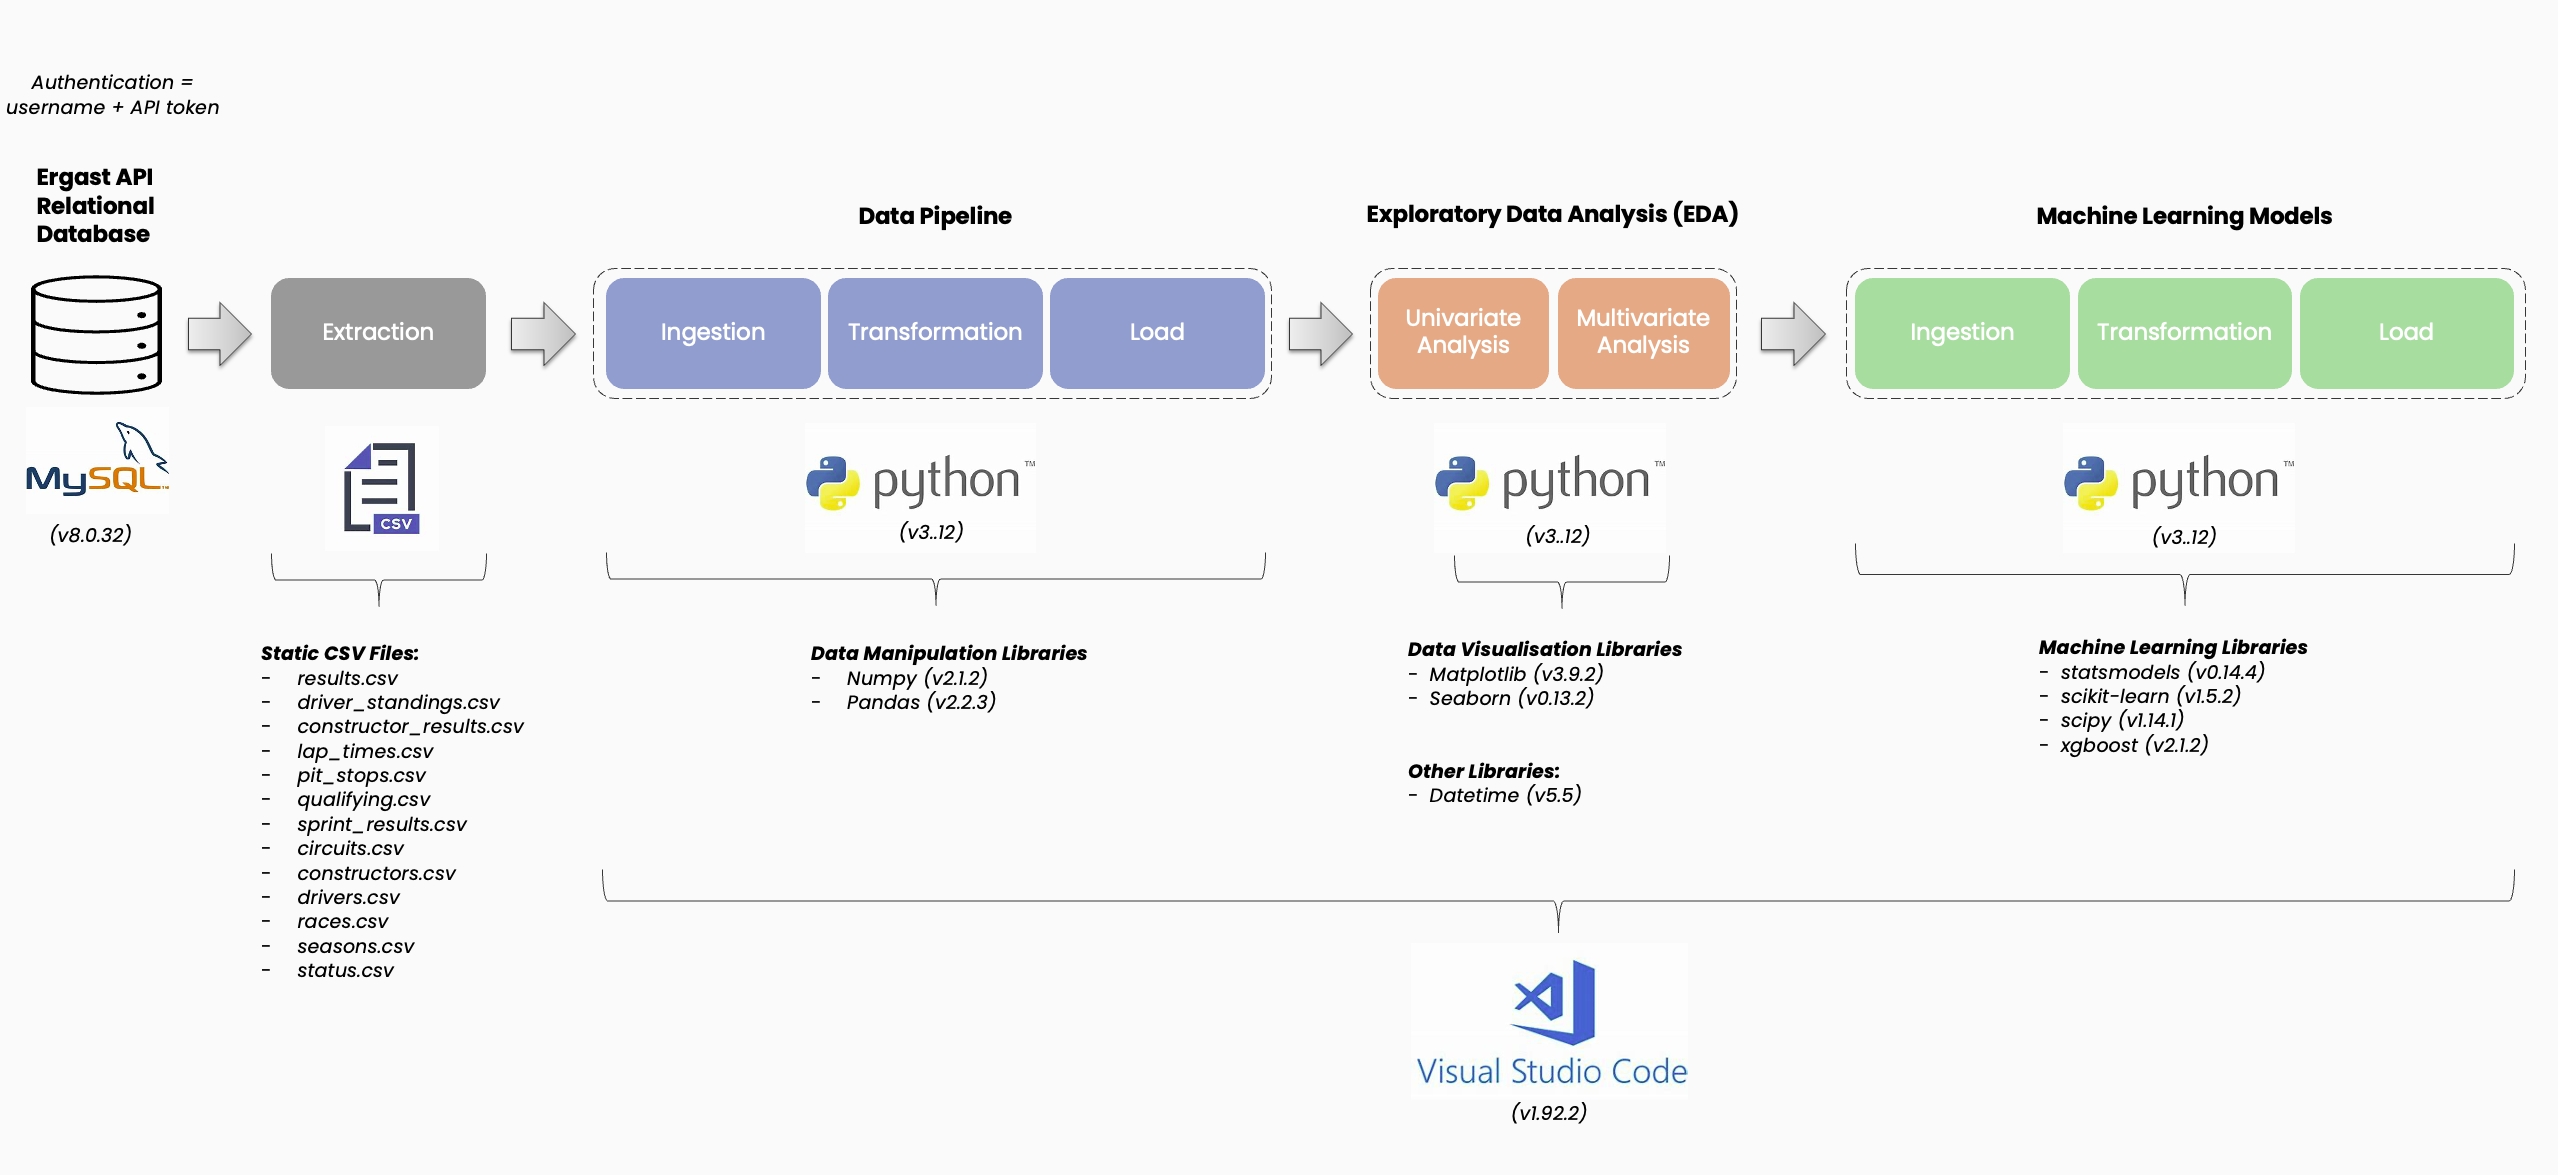 Authentication =
username + API token
Ergast API
Relational
Database
MySQL™
(v8.0.32)
Extraction
CSV
Static CSV Files:
- results.csv
- driver_standings.csv
- constructor_results.csv
- lap_times.csv
- pit_stops.csv
- qualifying.csv
- sprint_results.csv
- circuits.csv
- constructors.csv
- drivers.csv
- races.csv
- seasons.csv
- status.csv
Data Pipeline
Ingestion
Transformation
Load
python™
(v3..12)
Data Manipulation Libraries
- Numpy (v2.1.2)
- Pandas (v2.2.3)
Exploratory Data Analysis (EDA)
Univariate
Analysis
Multivariate
Analysis
python™
(v3..12)
Data Visualisation Libraries
- Matplotlib (v3.9.2)
- Seaborn (v0.13.2)
Other Libraries:
- Datetime (v5.5)
Machine Learning Models
Ingestion
Transformation
Load
python™
(v3..12)
Machine Learning Libraries
- statsmodels (v0.14.4)
- scikit-learn (v1.5.2)
- scipy (v1.14.1)
- xgboost (v2.1.2)
Visual Studio Code
(v1.92.2)